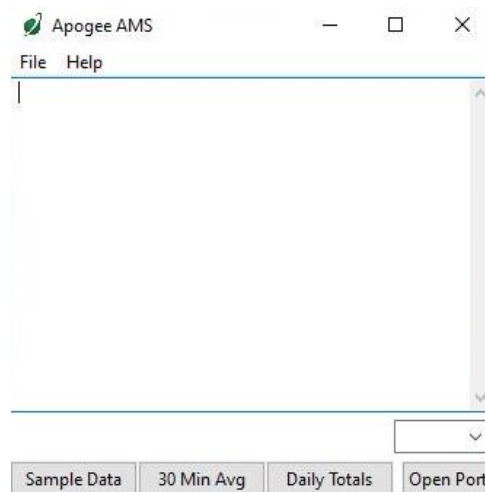 Apogee AMS
File Help
Sample Data 30 Min Avg Daily Totals Open Port